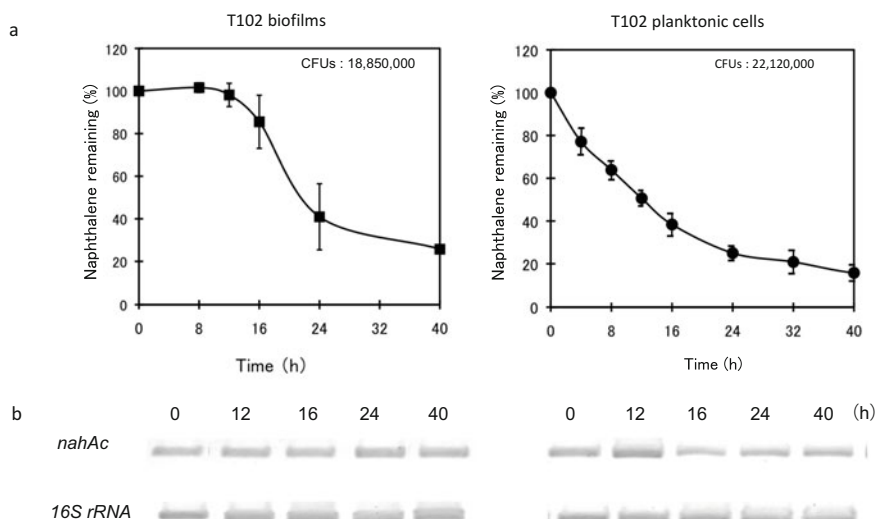 a
T102 biofilms
CFUs : 18,850,000
Naphthalene remaining (%)
120
100
80
60
40
20
0
0 8 16 24 32 40
Time (h)
T102 planktonic cells
CFUs : 22,120,000
Naphthalene remaining (%)
120
100
80
60
40
20
0
0 8 16 24 32 40
Time (h)
b
0 12 16 24 40 0 12 16 24 40 (h)
nahAc
16S rRNA